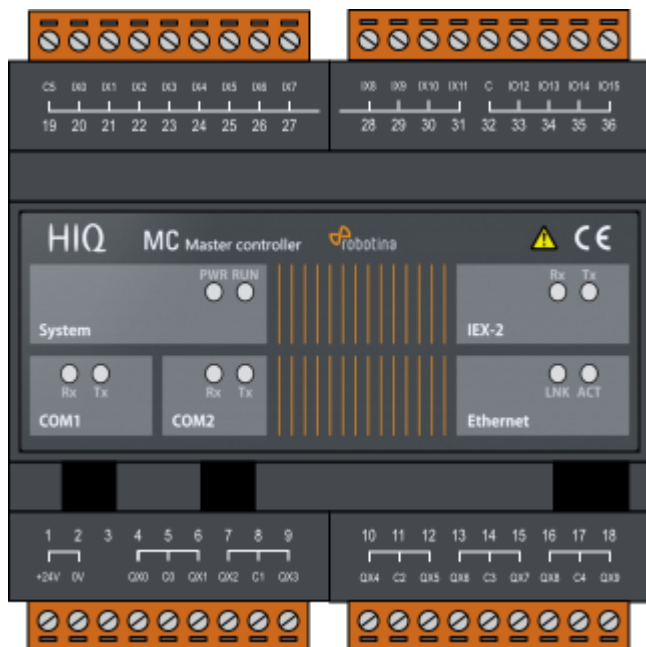 C5 IX0 IX1 IX2 IX3 IX4 IX5 IX6 IX7
19 20 21 22 23 24 25 26 27
IX8 IX9 IX10 IX11 C IO12 IO13 IO14 IO15
28 29 30 31 32 33 34 35 36
HIQ MC Master controller robotina CE
PWR RUN
System
Rx Tx
IEX-2
Rx Tx
COM1
Rx Tx
COM2
LNK ACT
Ethernet
1 2 3 4 5 6 7 8 9
+24V 0V QX0 C0 QX1 QX2 C1 QX3
10 11 12 13 14 15 16 17 18
QX4 C2 QX5 QX6 C3 QX7 QX8 C4 QX9